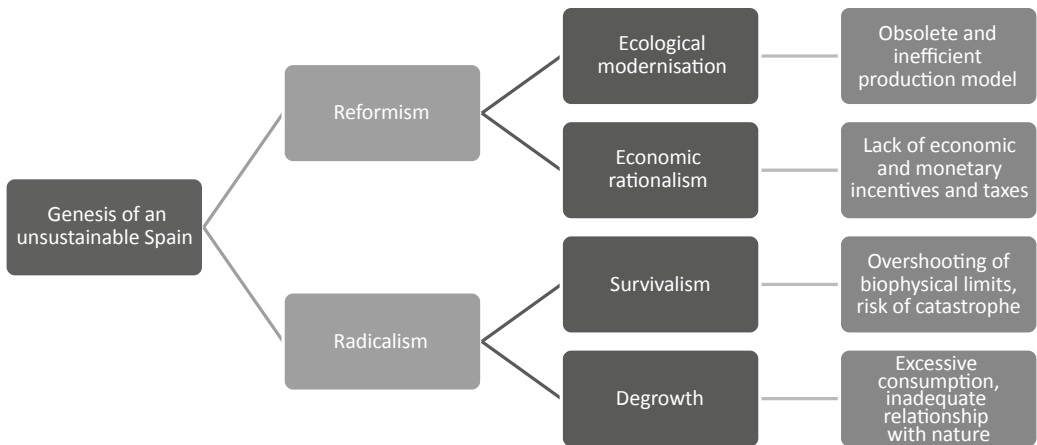 Genesis of an
unsustainable Spain
Reformism
Ecological
modernisation
Obsolete and
inefficient
production model
Economic
rationalism
Lack of economic
and monetary
incentives and taxes
Radicalism
Survivalism
Overshooting of
biophysical limits,
risk of catastrophe
Degrowth
Excessive
consumption,
inadequate
relationship
with nature